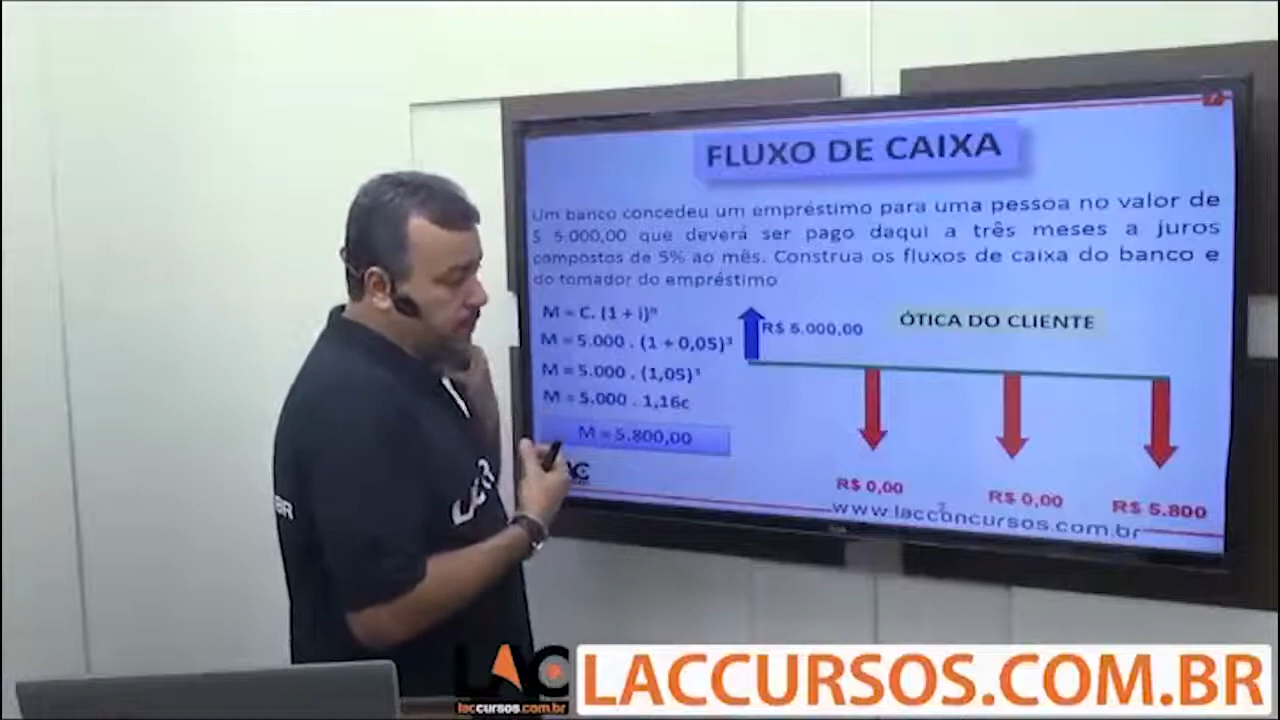 FLUXO DE CAIXA
Um banco concedeu um empréstimo para uma pessoa no valor de
$ 5.000,00 que deverá ser pago daqui a três meses a juros
compostos de 5% ao mês. Construa os fluxos de caixa do banco e
do tomador do empréstimo
M = C. (1 + i)ⁿ
M = 5.000 . (1 + 0,05)³
M = 5.000 . (1,05)³
M = 5.000 . 1,16
M = 5.800,00
R$ 5.000,00
ÓTICA DO CLIENTE
R$ 0,00
R$ 0,00
R$ 5.800
www.lacconcursos.com.br
BR
LAC
laccursos.com.br
LACCURSOS.COM.BR